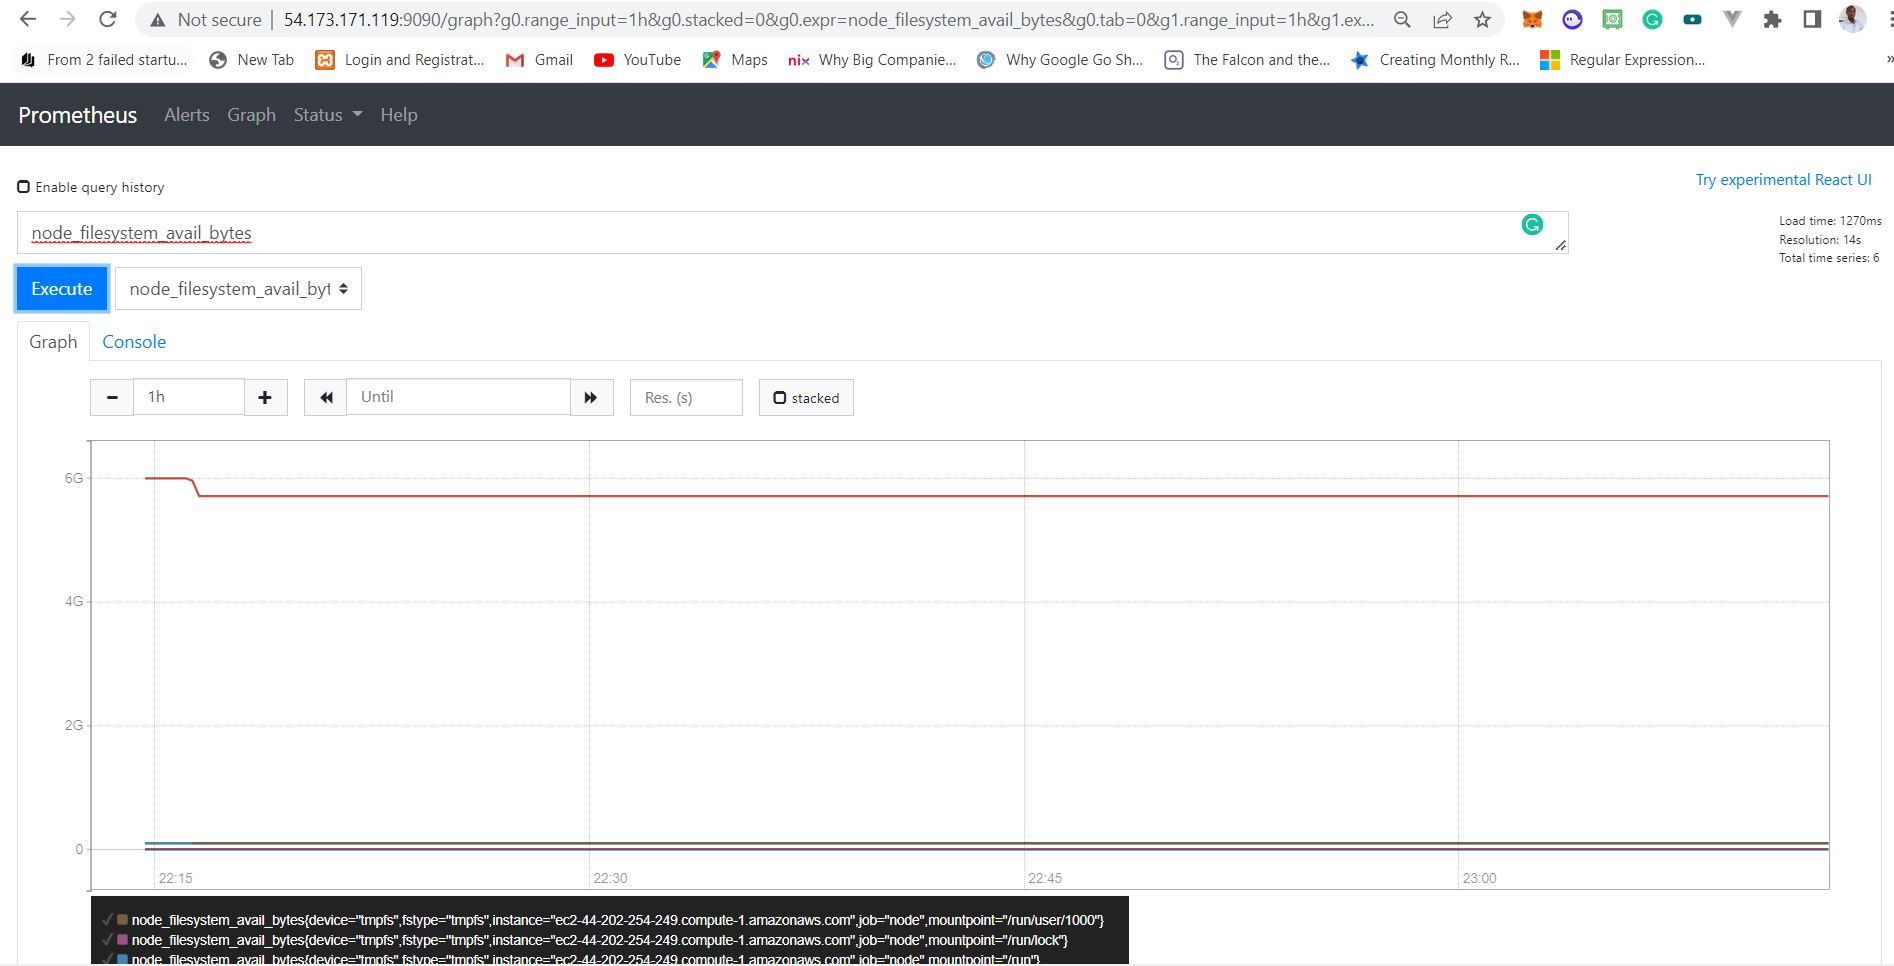 Not secure | 54.173.171.119:9090/graph?g0.range_input=1h&g0.stacked=0&g0.expr=node_filesystem_avail_bytes&g0.tab=0&g1.range_input=1h&g1.ex...
From 2 failed startu... New Tab Login and Registrat... Gmail YouTube Maps nix Why Big Companie... Why Google Go Sh... The Falcon and the... Creating Monthly R... Regular Expression... »
Prometheus Alerts Graph Status Help
Enable query history
Try experimental React UI
node_filesystem_avail_bytes
Load time: 1270ms
Resolution: 14s
Total time series: 6
Execute node_filesystem_avail_byt
Graph Console
1h Until Res. (s) stacked
6G
4G
2G
0
22:15 22:30 22:45 23:00
node_filesystem_avail_bytes{device="tmpfs",fstype="tmpfs",instance="ec2-44-202-254-249.compute-1.amazonaws.com",job="node",mountpoint="/run/user/1000"}
node_filesystem_avail_bytes{device="tmpfs",fstype="tmpfs",instance="ec2-44-202-254-249.compute-1.amazonaws.com",job="node",mountpoint="/run/lock"}
node_filesystem_avail_bytes{device="tmpfs",fstype="tmpfs",instance="ec2-44-202-254-249.compute-1.amazonaws.com",job="node",mountpoint="/run"}